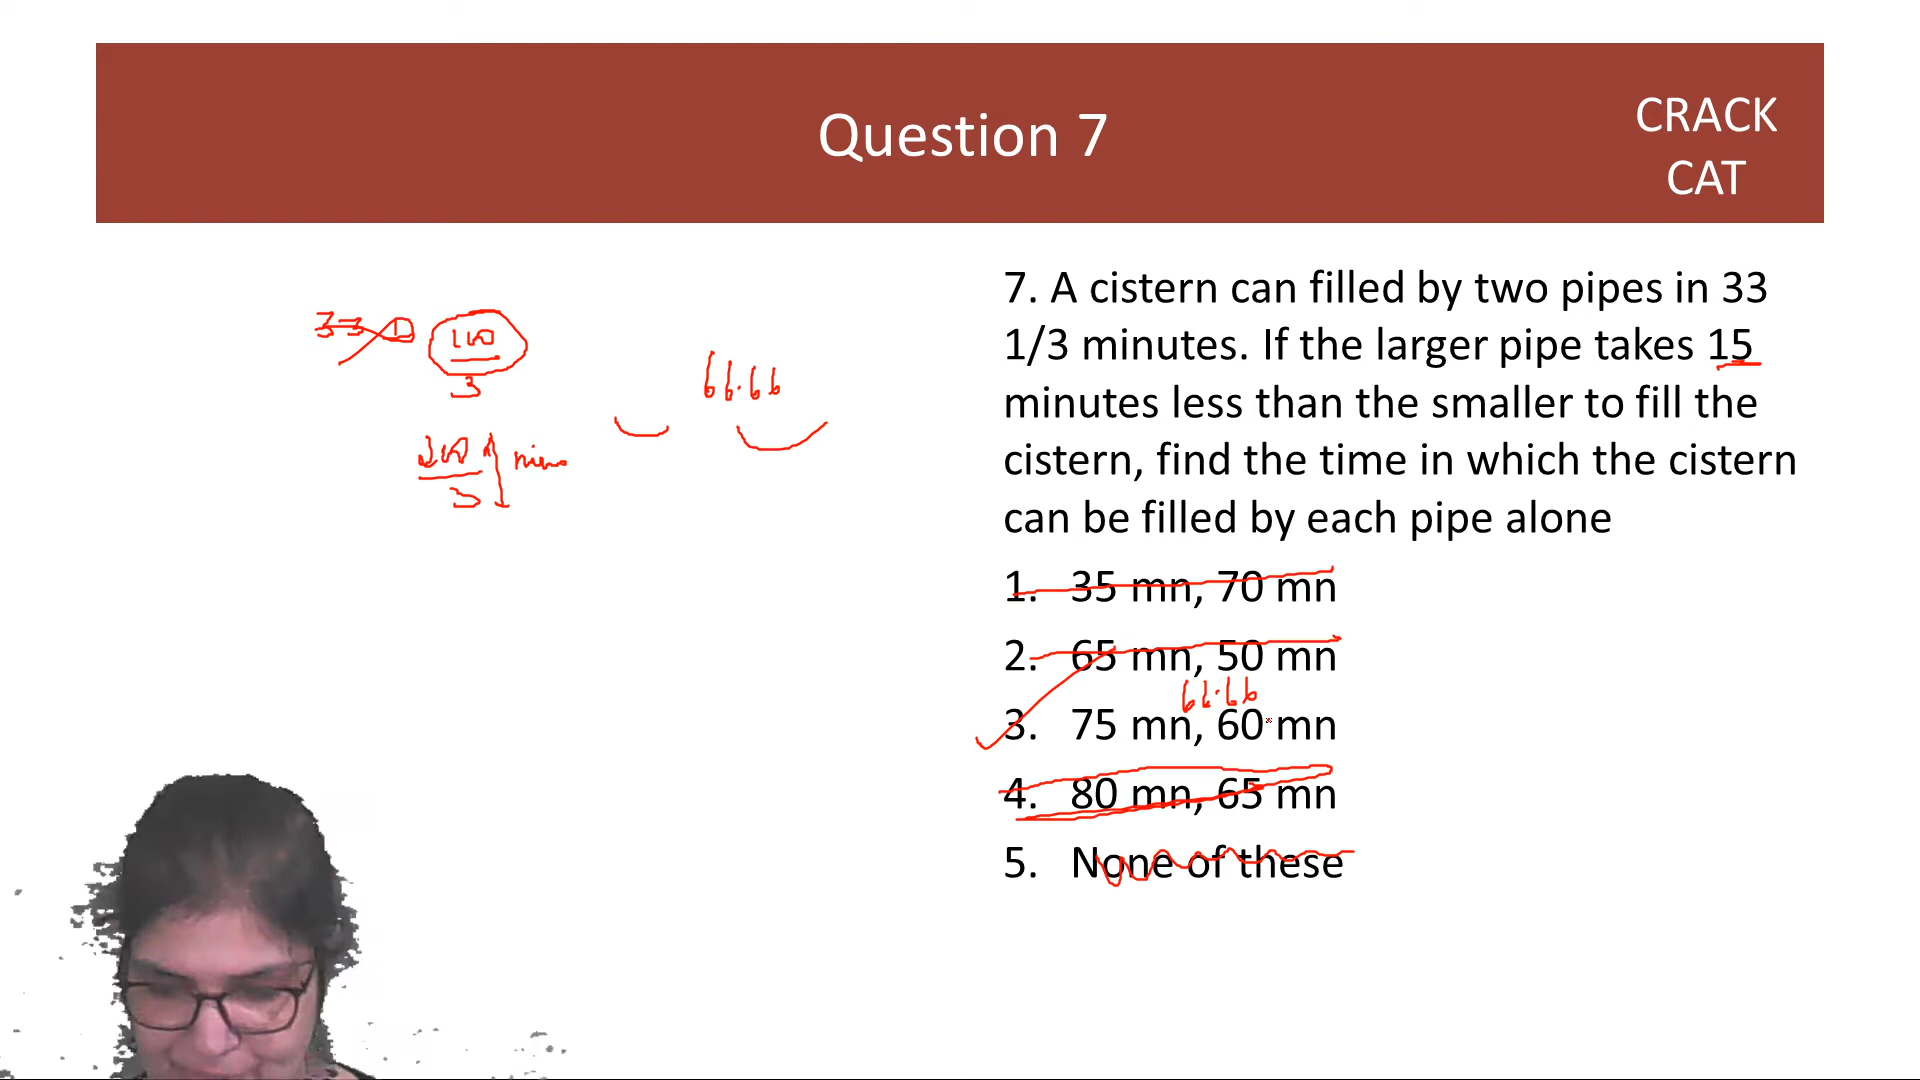 Question 7
CRACK
CAT
7. A cistern can filled by two pipes in 33
1/3 minutes. If the larger pipe takes 15
minutes less than the smaller to fill the
cistern, find the time in which the cistern
can be filled by each pipe alone
1. 35 mn, 70 mn
2. 65 mn, 50 mn
66.66
3. 75 mn, 60 mn
4. 80 mn, 65 mn
5. None of these
33
100
3
66.66
200
3